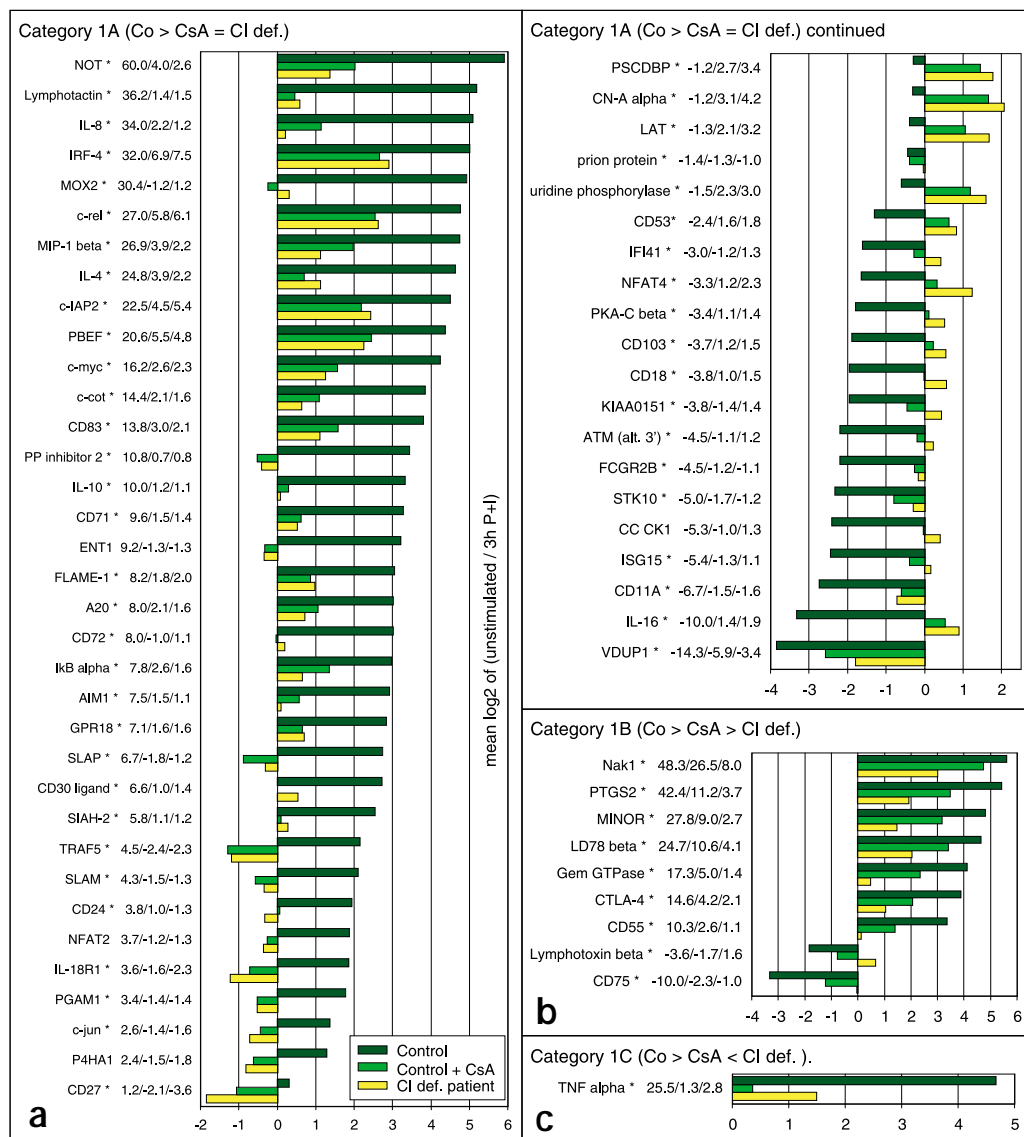 Category 1A (Co > CsA = CI def.)
NOT * 60.0/4.0/2.6
Lymphotactin * 36.2/1.4/1.5
IL-8 * 34.0/2.2/1.2
IRF-4 * 32.0/6.9/7.5
MOX2 * 30.4/-1.2/1.2
c-rel * 27.0/5.8/6.1
MIP-1 beta * 26.9/3.9/2.2
IL-4 * 24.8/3.9/2.2
c-IAP2 * 22.5/4.5/5.4
PBEF * 20.6/5.5/4.8
c-myc * 16.2/2.6/2.3
c-cot * 14.4/2.1/1.6
CD83 * 13.8/3.0/2.1
PP inhibitor 2 * 10.8/0.7/0.8
IL-10 * 10.0/1.2/1.1
CD71 * 9.6/1.5/1.4
ENT1 9.2/-1.3/-1.3
FLAME-1 * 8.2/1.8/2.0
A20 * 8.0/2.1/1.6
CD72 * 8.0/-1.0/1.1
IkB alpha * 7.8/2.6/1.6
AIM1 * 7.5/1.5/1.1
GPR18 * 7.1/1.6/1.6
SLAP * 6.7/-1.8/-1.2
CD30 ligand * 6.6/1.0/1.4
SIAH-2 * 5.8/1.1/1.2
TRAF5 * 4.5/-2.4/-2.3
SLAM * 4.3/-1.5/-1.3
CD24 * 3.8/1.0/-1.3
NFAT2 3.7/-1.2/-1.3
IL-18R1 * 3.6/-1.6/-2.3
PGAM1 * 3.4/-1.4/-1.4
c-jun * 2.6/-1.4/-1.6
P4HA1 2.4/-1.5/-1.8
CD27 * 1.2/-2.1/-3.6
-2 -1 0 1 2 3 4 5 6
mean log2 of (unstimulated / 3h P+I)
Control
Control + CsA
CI def. patient
a
Category 1A (Co > CsA = CI def.) continued
PSCDBP * -1.2/2.7/3.4
CN-A alpha * -1.2/3.1/4.2
LAT * -1.3/2.1/3.2
prion protein * -1.4/-1.3/-1.0
uridine phosphorylase * -1.5/2.3/3.0
CD53* -2.4/1.6/1.8
IFI41 * -3.0/-1.2/1.3
NFAT4 * -3.3/1.2/2.3
PKA-C beta * -3.4/1.1/1.4
CD103 * -3.7/1.2/1.5
CD18 * -3.8/1.0/1.5
KIAA0151 * -3.8/-1.4/1.4
ATM (alt. 3') * -4.5/-1.1/1.2
FCGR2B * -4.5/-1.2/-1.1
STK10 * -5.0/-1.7/-1.2
CC CK1 -5.3/-1.0/1.3
ISG15 * -5.4/-1.3/1.1
CD11A * -6.7/-1.5/-1.6
IL-16 * -10.0/1.4/1.9
VDUP1 * -14.3/-5.9/-3.4
-4 -3 -2 -1 0 1 2
Category 1B (Co > CsA > CI def.)
Nak1 * 48.3/26.5/8.0
PTGS2 * 42.4/11.2/3.7
MINOR * 27.8/9.0/2.7
LD78 beta * 24.7/10.6/4.1
Gem GTPase * 17.3/5.0/1.4
CTLA-4 * 14.6/4.2/2.1
CD55 * 10.3/2.6/1.1
Lymphotoxin beta * -3.6/-1.7/1.6
CD75 * -10.0/-2.3/-1.0
-4 -3 -2 -1 0 1 2 3 4 5 6
b
Category 1C (Co > CsA < CI def. ).
TNF alpha * 25.5/1.3/2.8
0 1 2 3 4 5
c